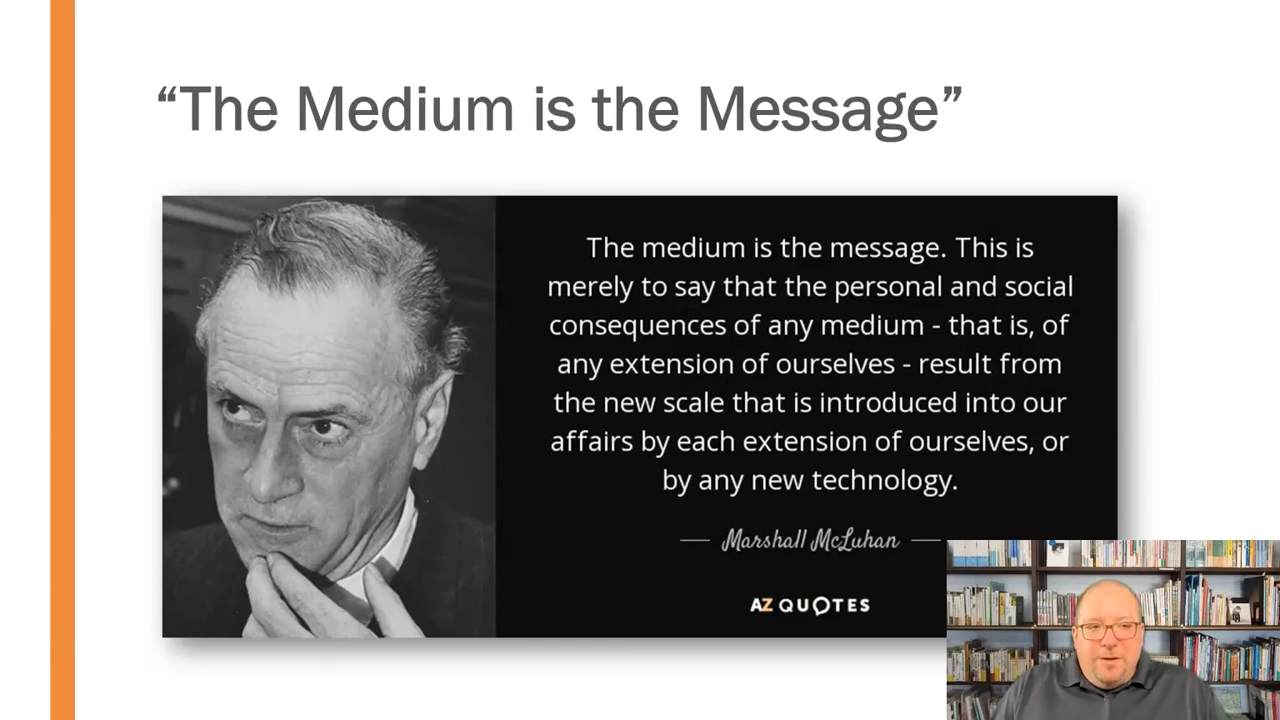 “The Medium is the Message”
The medium is the message. This is
merely to say that the personal and social
consequences of any medium - that is, of
any extension of ourselves - result from
the new scale that is introduced into our
affairs by each extension of ourselves, or
by any new technology.
Marshall McLuhan
AZ QUOTES